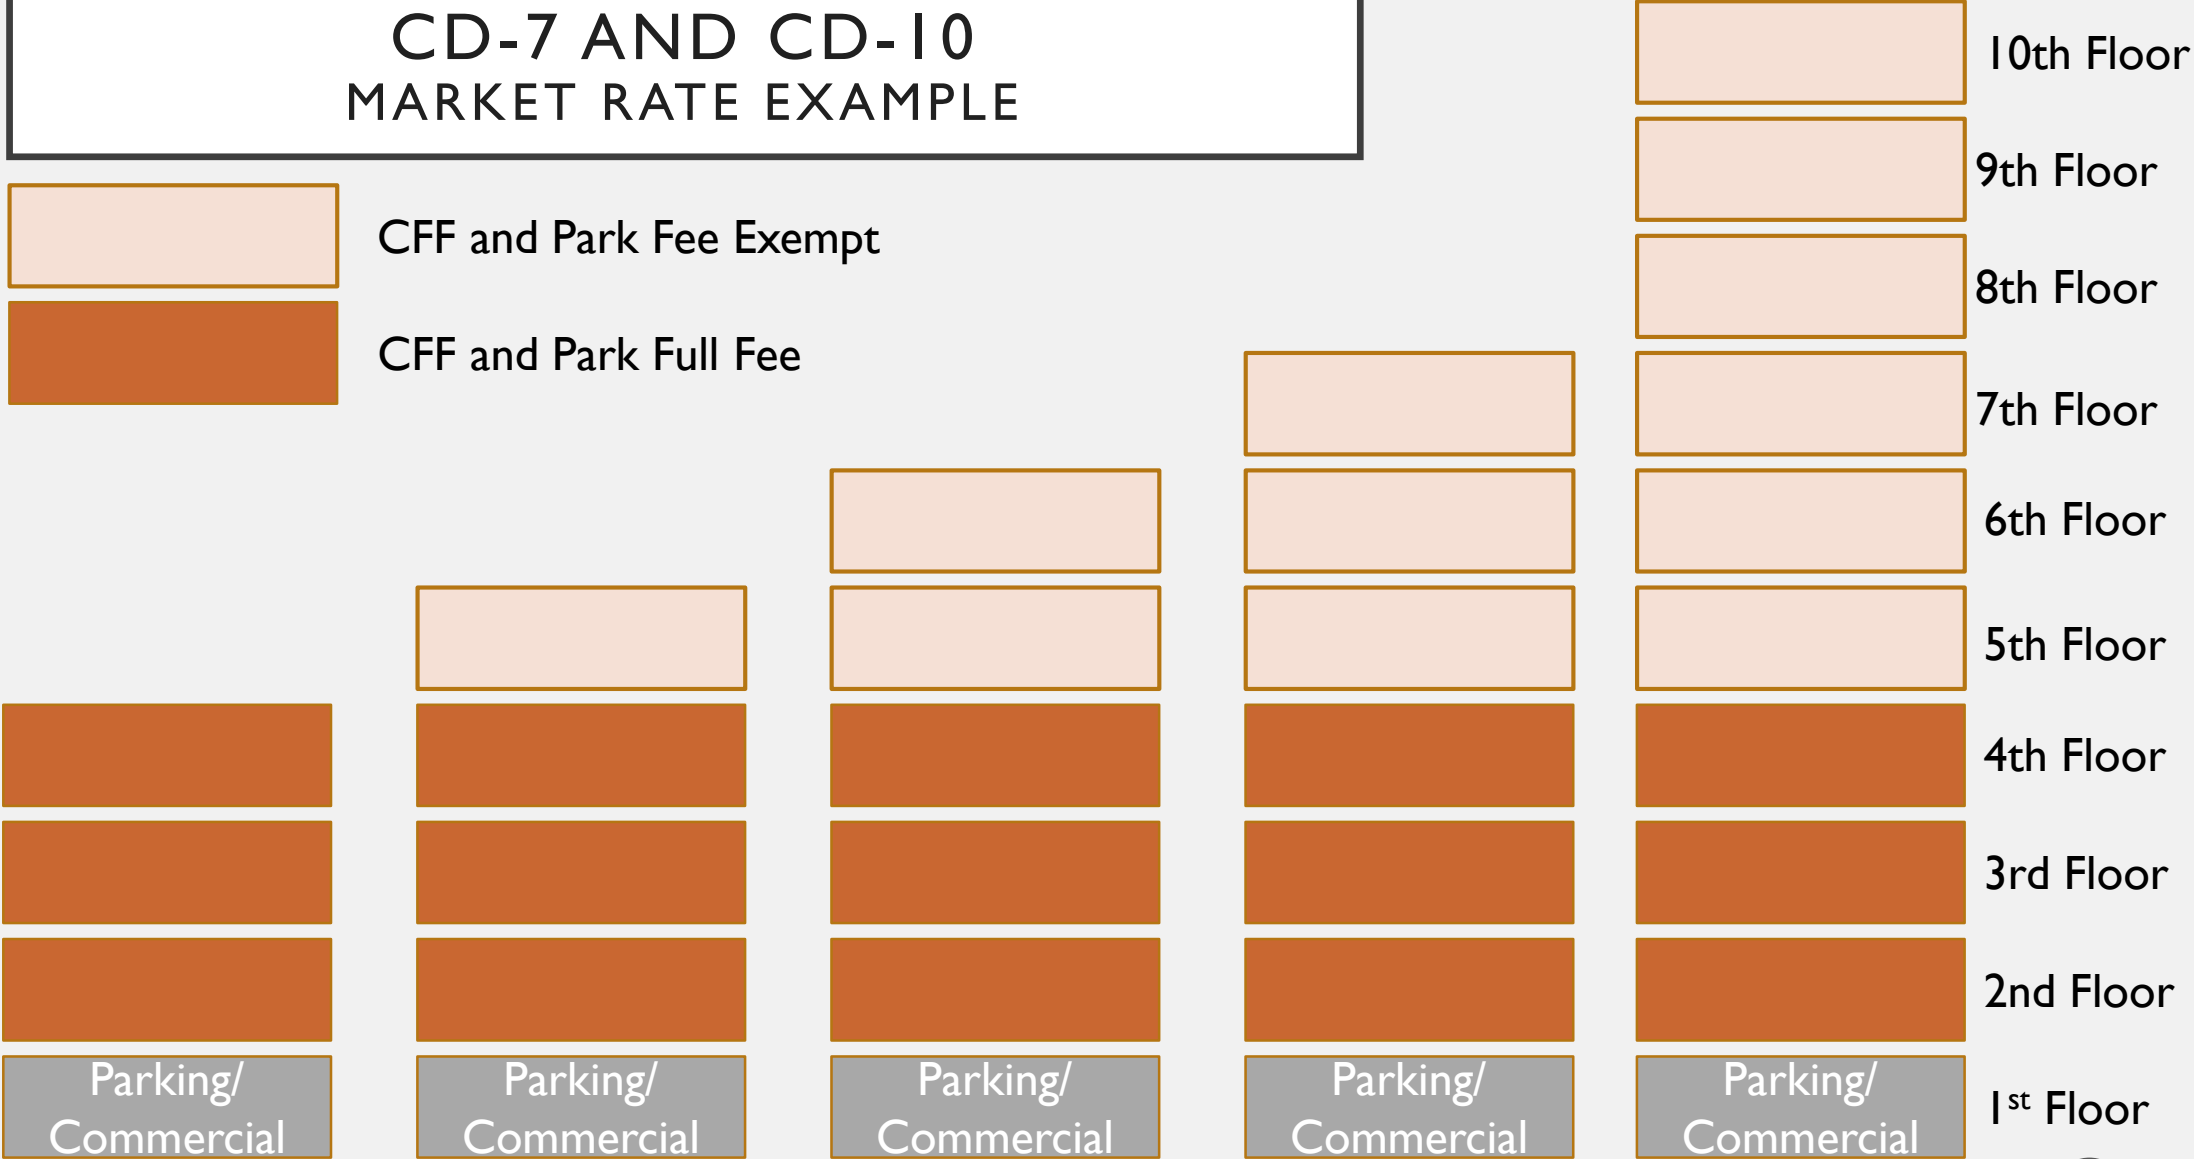 CD-7 AND CD-10
MARKET RATE EXAMPLE
CFF and Park Fee Exempt
CFF and Park Full Fee
10th Floor
9th Floor
8th Floor
7th Floor
6th Floor
5th Floor
4th Floor
3rd Floor
2nd Floor
Parking/
Commercial
Parking/
Commercial
Parking/
Commercial
Parking/
Commercial
Parking/
Commercial
1st Floor